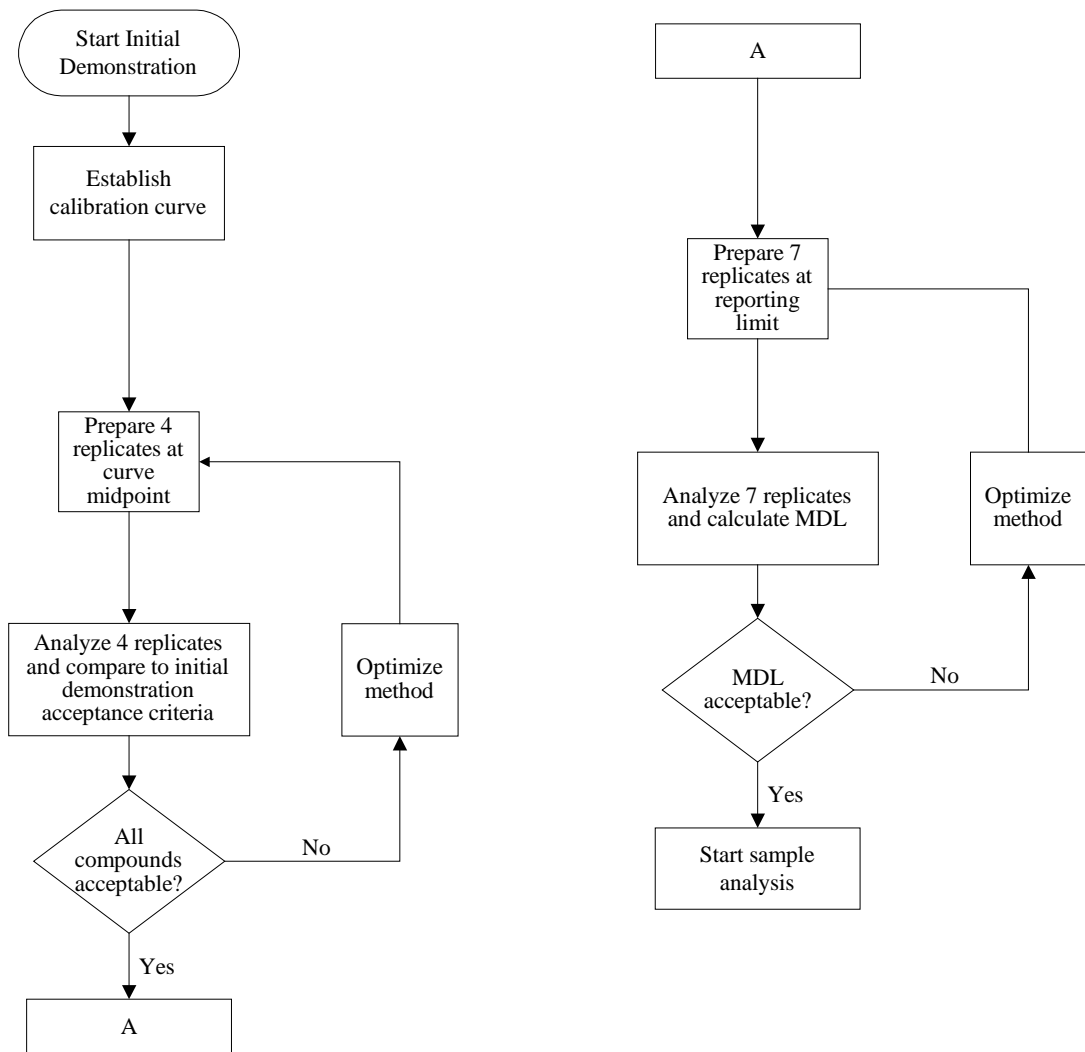 Start Initial
Demonstration
Establish
calibration curve
Prepare 4
replicates at
curve
midpoint
Analyze 4 replicates
and compare to initial
demonstration
acceptance criteria
Optimize
method
All
compounds
acceptable?
No
Yes
A
A
Prepare 7
replicates at
reporting
limit
Analyze 7 replicates
and calculate MDL
Optimize
method
MDL
acceptable?
No
Yes
Start sample
analysis